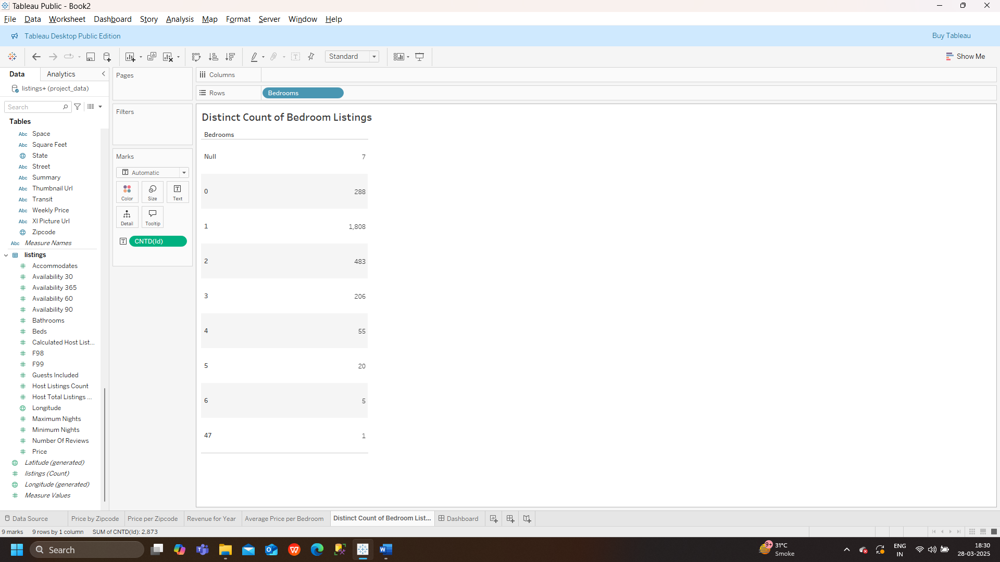 Tableau Public - Book2
File Data Worksheet Dashboard Story Analysis Map Format Server Window Help
Tableau Desktop Public Edition
Buy Tableau
Standard
Show Me
Data
Analytics
listings+ (project_data)
Search
Tables
Abc Space
Abc Square Feet
State
Abc Street
Abc Summary
Abc Thumbnail Url
Abc Transit
Abc Weekly Price
Abc Xl Picture Url
Zipcode
Abc Measure Names
listings
Accommodates
Availability 30
Availability 365
Availability 60
Availability 90
Bathrooms
Beds
Calculated Host List...
F98
F99
Guests Included
Host Listings Count
Host Total Listings ...
Longitude
Maximum Nights
Minimum Nights
Number Of Reviews
Price
Latitude (generated)
listings (Count)
Longitude (generated)
Measure Values
Pages
Filters
Marks
Automatic
Color Size Text
Detail Tooltip
CNTD(Id)
Columns
Rows
Bedrooms
Distinct Count of Bedroom Listings
Bedrooms
Null 7
0 288
1 1,808
2 483
3 206
4 55
5 20
6 5
47 1
Data Source
Price by Zipcode
Price per Zipcode
Revenue for Year
Average Price per Bedroom
Distinct Count of Bedroom List...
Dashboard
9 marks 9 rows by 1 column SUM of CNTD(Id): 2,873
Search
9+
31°C
Smoke
ENG
IN
18:30
28-03-2025